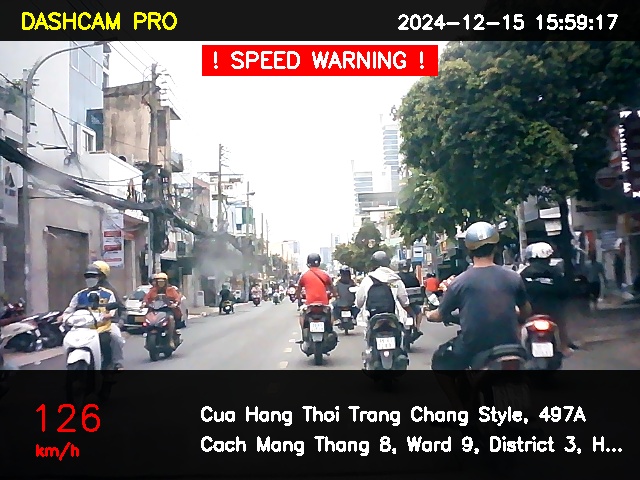 DASHCAM PRO
2024-12-15 15:59:17
! SPEED WARNING !
126
km/h
Cua Hang Thoi Trang Chang Style, 497A
Cach Mang Thang 8, Ward 9, District 3, H...